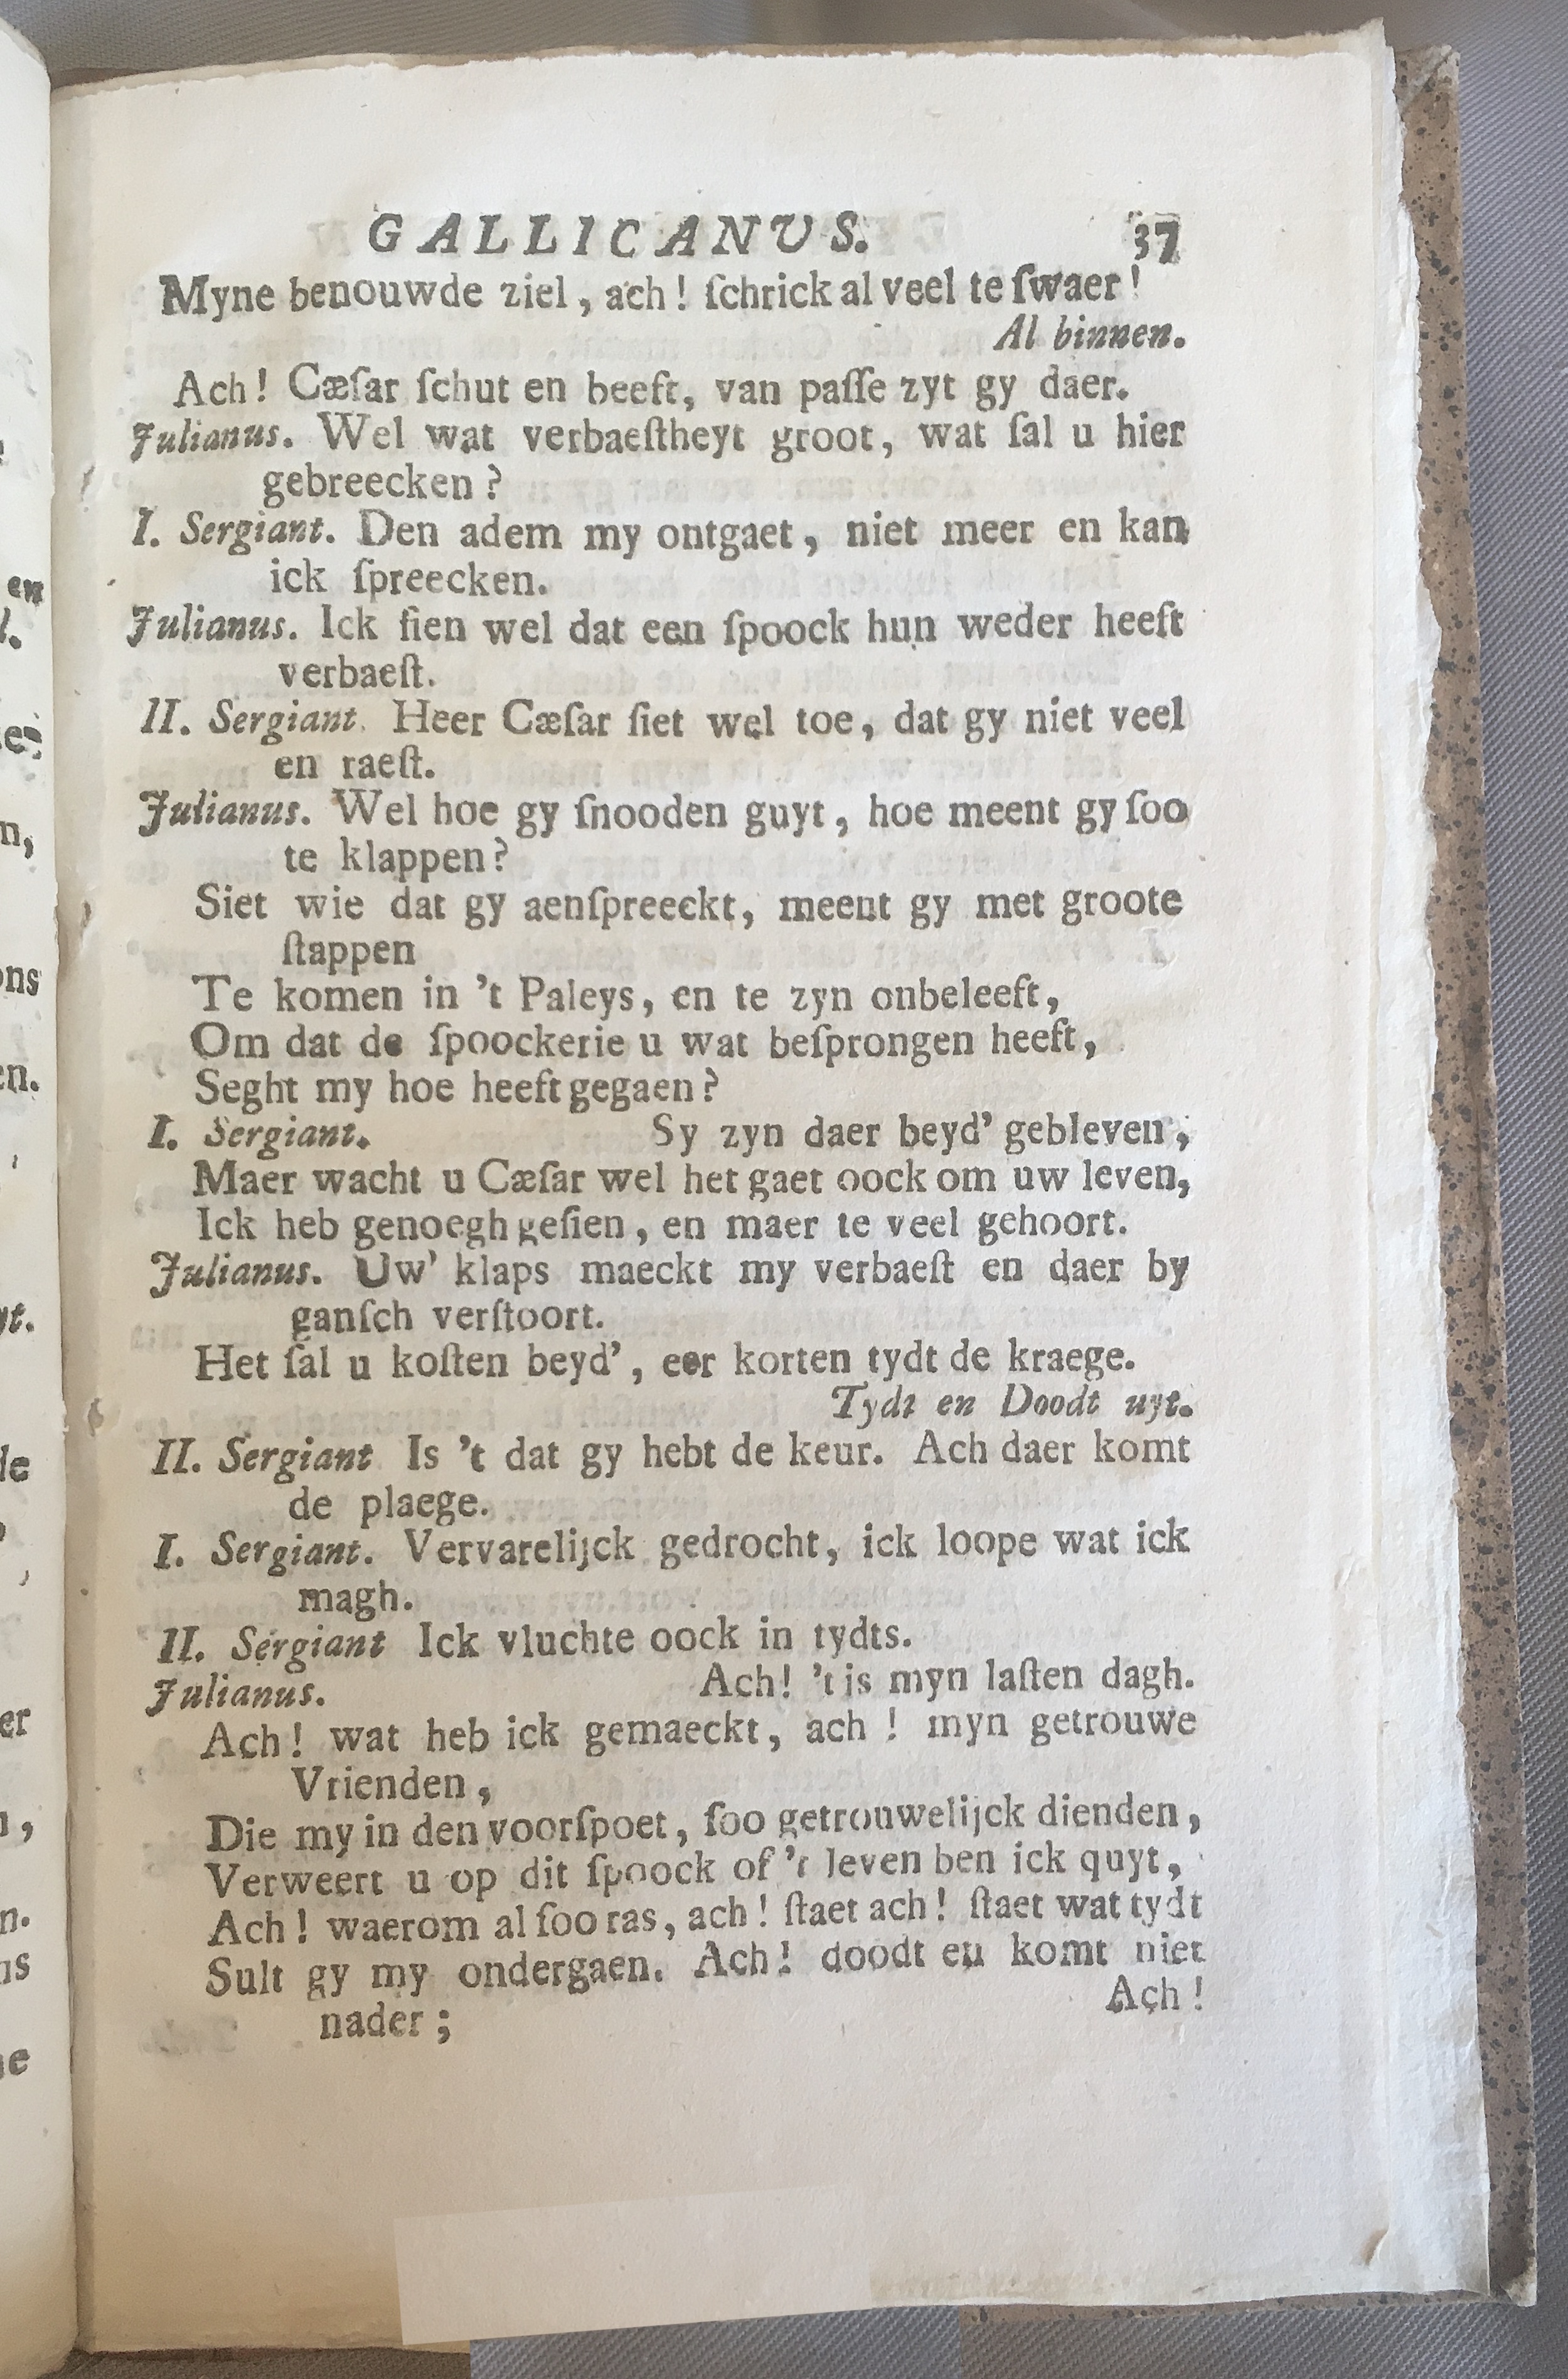 GALLICANUS. 37
Myne benouwde ziel, ach! ſchrick al veel te ſwaer!
Al binnen.
Ach! Cæſar ſchut en beeft, van paſſe zyt gy daer.
Julianus. Wel wat verbaeſtheyt groot, wat ſal u hier
gebreecken?
I. Sergiant. Den adem my ontgaet, niet meer en kan
ick ſpreecken.
Julianus. Ick ſien wel dat een ſpoock hun weder heeft
verbaeſt.
II. Sergiant. Heer Cæſar ſiet wel toe, dat gy niet veel
en raeſt.
Julianus. Wel hoe gy ſnooden guyt, hoe meent gy ſoo
te klappen?
Siet wie dat gy aenſpreeckt, meent gy met groote
ſtappen
Te komen in 't Paleys, en te zyn onbeleeft,
Om dat de ſpoockerie u wat beſprongen heeft,
Seght my hoe heeft gegaen?
I. Sergiant. Sy zyn daer beyd' gebleven,
Maer wacht u Cæſar wel het gaet oock om uw leven,
Ick heb genoegh geſien, en maer te veel gehoort.
Julianus. Uw' klaps maeckt my verbaeſt en daer by
ganſch verſtoort.
Het ſal u koſten beyd', eer korten tydt de kraege.
Tydt en Doodt uyt.
II. Sergiant Is 't dat gy hebt de keur. Ach daer komt
de plaege.
I. Sergiant. Vervarelijck gedrocht, ick loope wat ick
magh.
II. Sergiant Ick vluchte oock in tydts.
Julianus. Ach! 't is myn laſten dagh.
Ach! wat heb ick gemaeckt, ach! myn getrouwe
Vrienden,
Die my in den voorſpoet, ſoo getrouwelijck dienden,
Verweert u op dit ſpoock of 't leven ben ick quyt,
Ach! waerom al ſoo ras, ach! ſtaet ach! ſtaet wat tydt
Sult gy my ondergaen. Ach! doodt en komt niet
nader;
Ach!